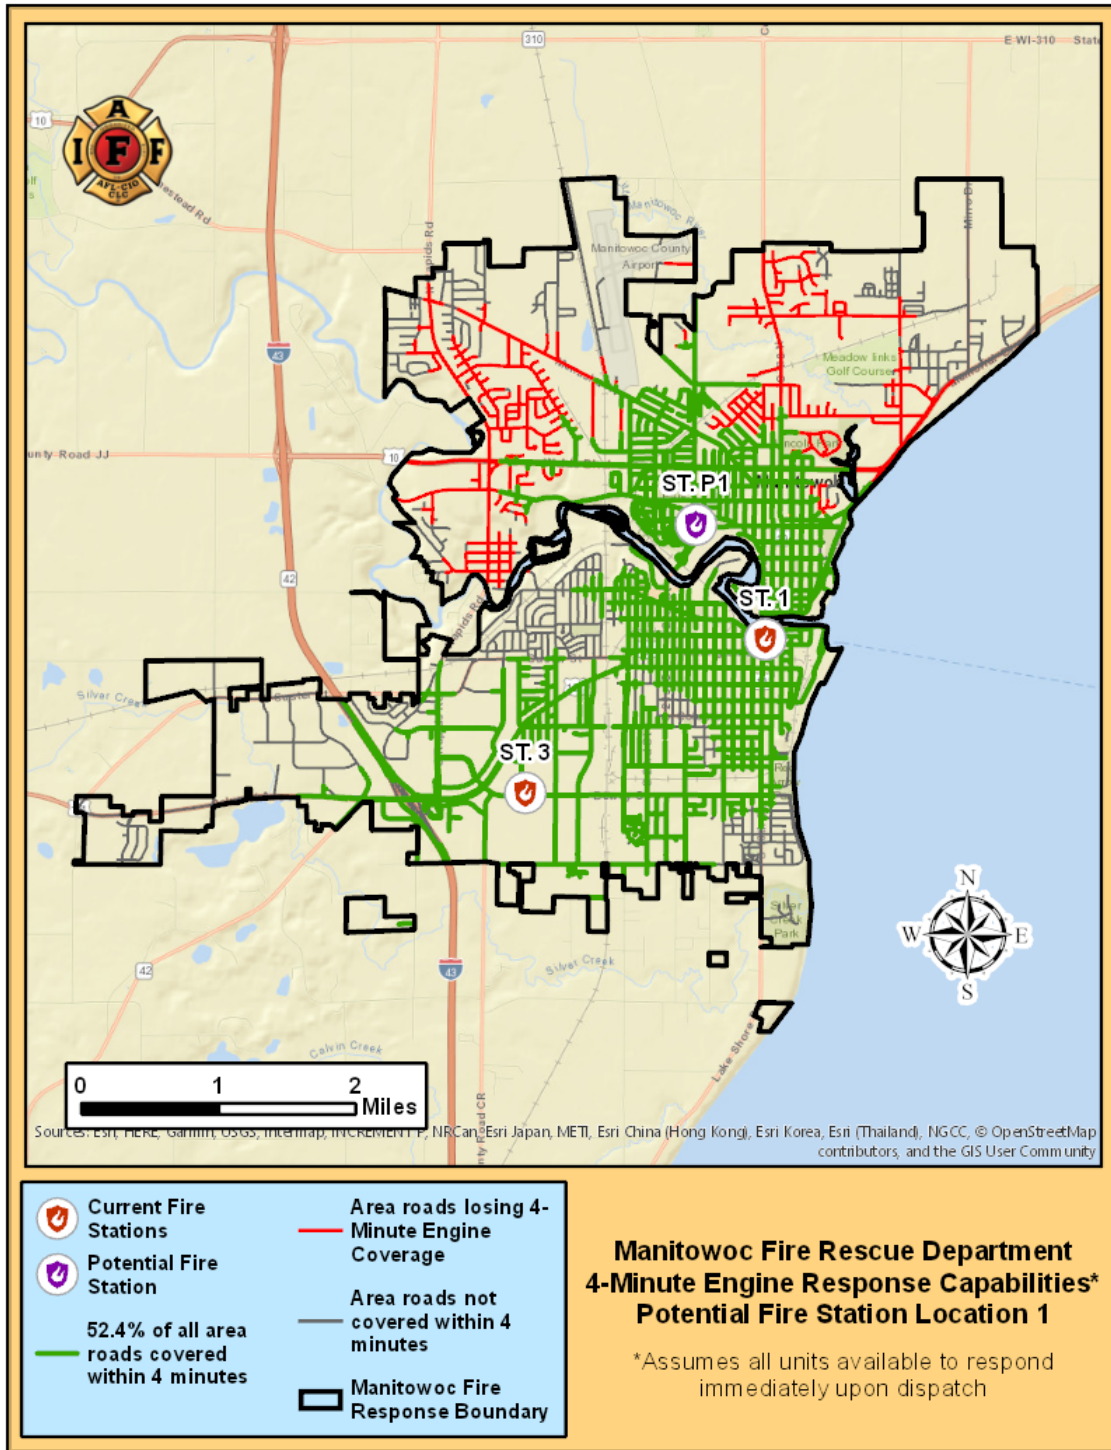 310
E WI-310
State
10
A
I F F
AFL-CIO
CLC
Manitowoc
River
Manitowoc County
Airport
Mirro Dr
43
Meadow links
Golf Course
10
unty Road JJ
ST. P1
42
ST. 1
Silver Creek
ST. 3
Silver
Creek
Park
N
W E
S
42
Silver Creek
43
Calvin Creek
Lake Shore
0 1 2
Miles
Sources: Esri, HERE, Garmin, USGS, Intermap, INCREMENT P, NRCan, Esri Japan, METI, Esri China (Hong Kong), Esri Korea, Esri (Thailand), NGCC, © OpenStreetMap
contributors, and the GIS User Community
Current Fire
Stations
Potential Fire
Station
52.4% of all area
roads covered
within 4 minutes
Area roads losing 4-
Minute Engine
Coverage
Area roads not
covered within 4
minutes
Manitowoc Fire
Response Boundary
Manitowoc Fire Rescue Department
4-Minute Engine Response Capabilities*
Potential Fire Station Location 1
*Assumes all units available to respond
immediately upon dispatch